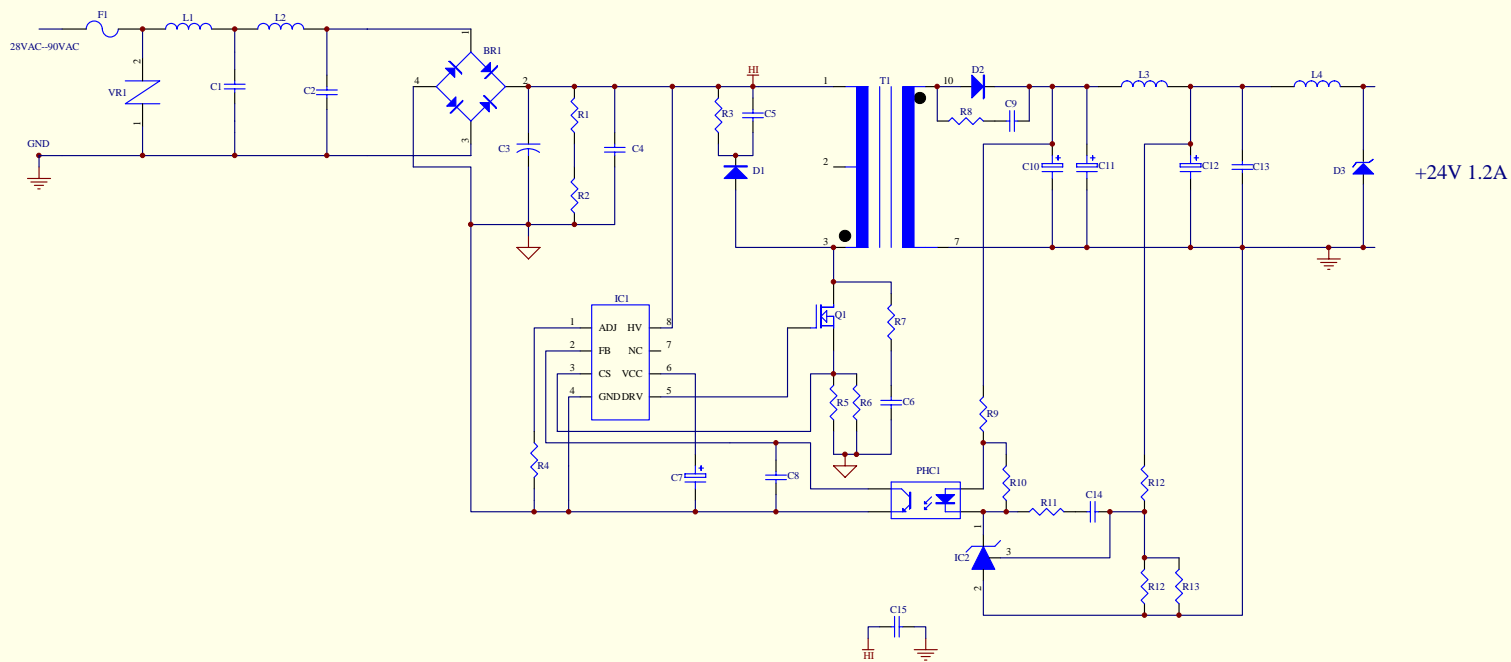 F1
L1
L2
28VAC--90VAC
2
VR1
1
C1
C2
GND
1
BR1
4
2
3
C3
R1
R2
C4
HI
R3
C5
D1
1
2
3
T1
10
D2
R8
C9
7
C10
C11
L3
C12
C13
L4
D3
+24V 1.2A
IC1
1
ADJ
HV
8
2
FB
NC
7
3
CS
VCC
6
4
GND
DRV
5
Q1
R7
R5
R6
C6
R4
C7
C8
PHC1
R9
R10
R11
C14
R12
1
IC2
3
2
R12
R13
C15
HI